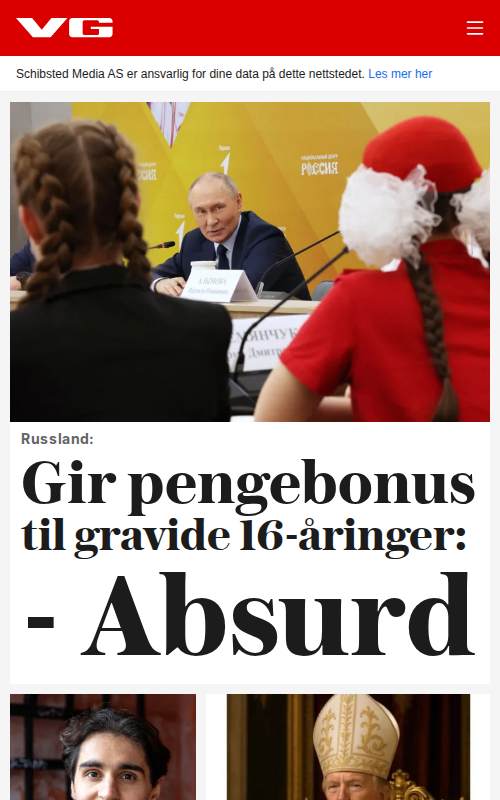 VG
Schibsted Media AS er ansvarlig for dine data på dette nettstedet. Les mer her
РОССИЯ
Russland:
Gir pengebonus
til gravide 16-åringer:
- Absurd